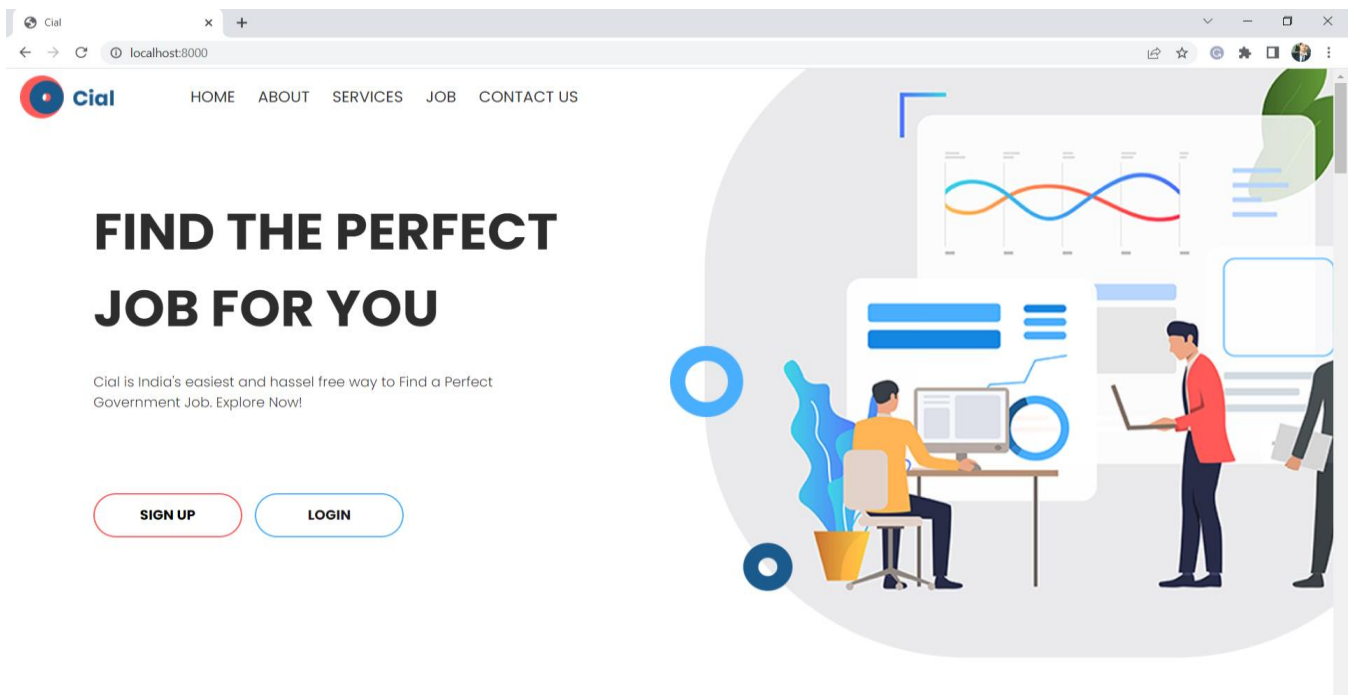 Cial
localhost:8000
Cial HOME ABOUT SERVICES JOB CONTACT US
FIND THE PERFECT
JOB FOR YOU
Cial is India's easiest and hassel free way to Find a Perfect
Government Job. Explore Now!
SIGN UP LOGIN